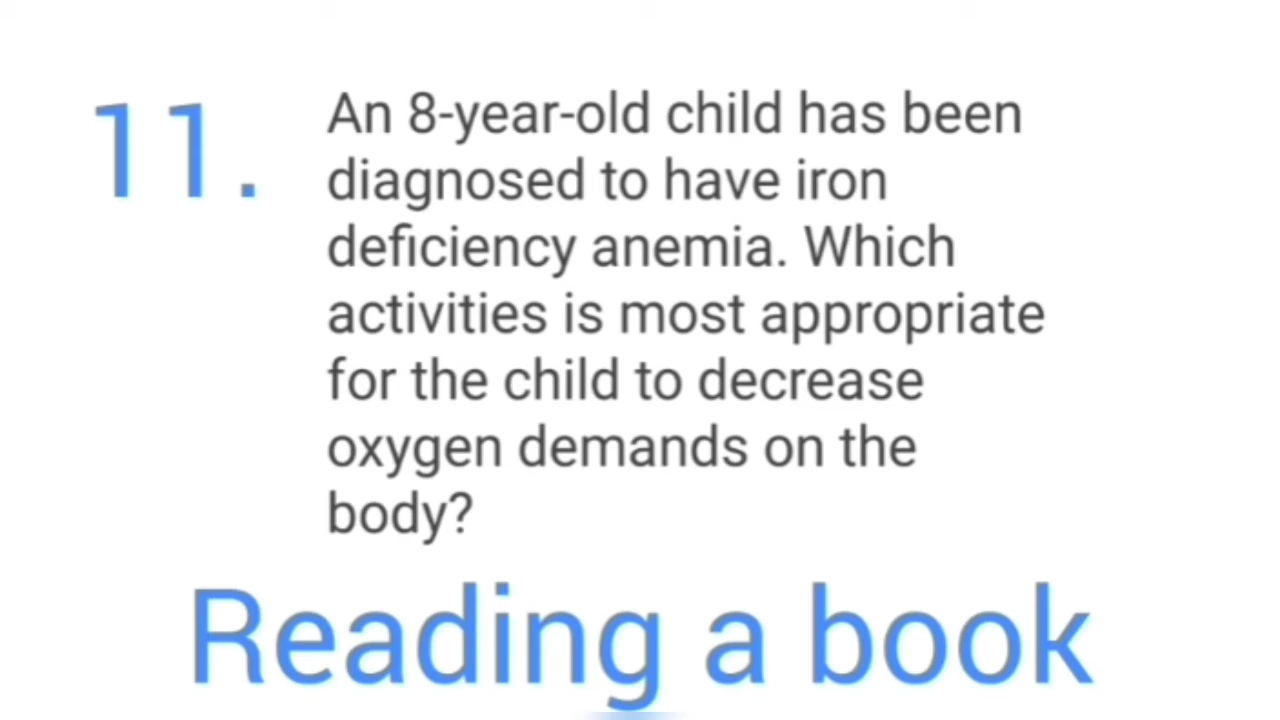 11.
An 8-year-old child has been
diagnosed to have iron
deficiency anemia. Which
activities is most appropriate
for the child to decrease
oxygen demands on the
body?
Reading a book